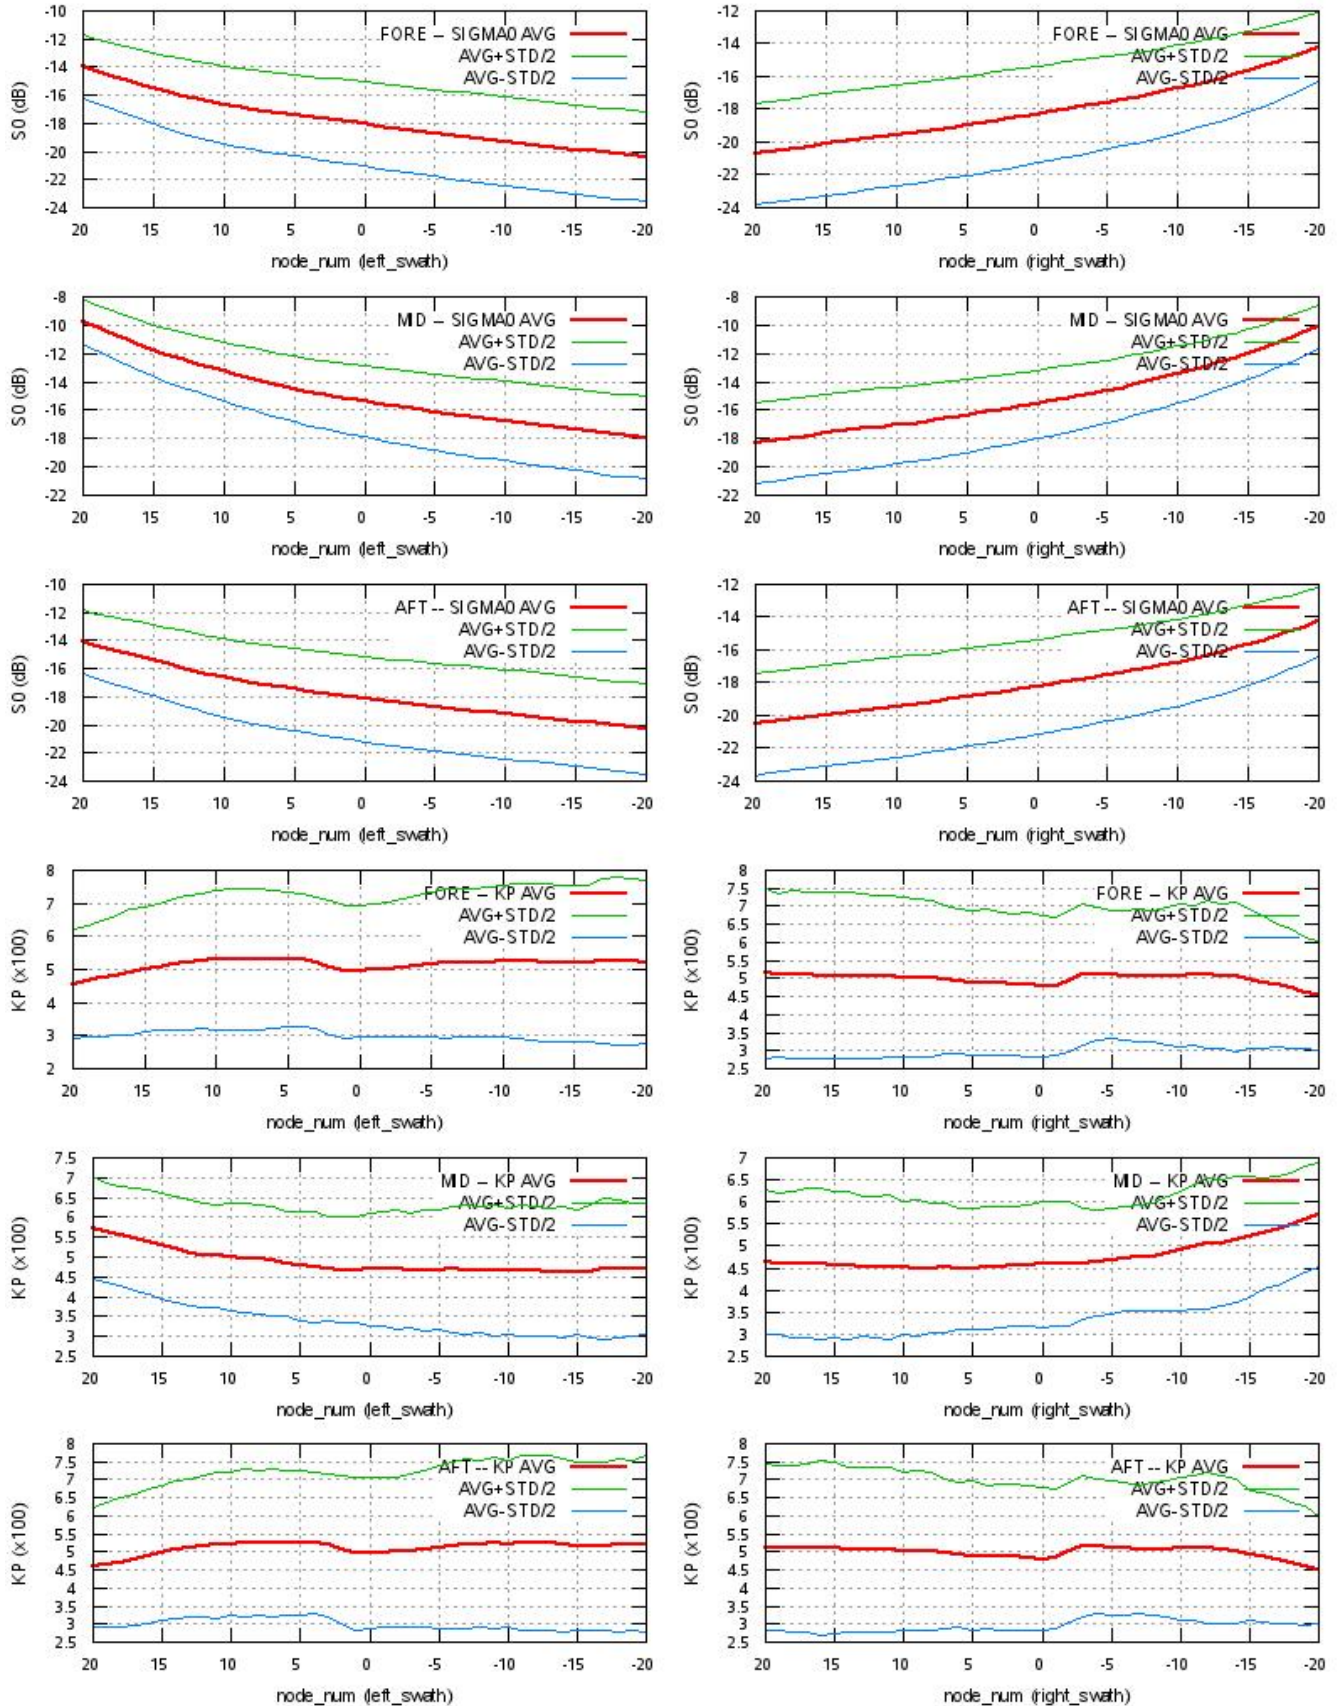 -10
-12
-14
-16
-18
-20
-22
-24
S0 (dB)
FORE -- SIGMA0 AVG
AVG+STD/2
AVG-STD/2
20 15 10 5 0 -5 -10 -15 -20
node_num (left_swath)
-12
-14
-16
-18
-20
-22
-24
S0 (dB)
FORE -- SIGMA0 AVG
AVG+STD/2
AVG-STD/2
20 15 10 5 0 -5 -10 -15 -20
node_num (right_swath)
-8
-10
-12
-14
-16
-18
-20
-22
S0 (dB)
MID -- SIGMA0 AVG
AVG+STD/2
AVG-STD/2
20 15 10 5 0 -5 -10 -15 -20
node_num (left_swath)
-8
-10
-12
-14
-16
-18
-20
-22
S0 (dB)
MID -- SIGMA0 AVG
AVG+STD/2
AVG-STD/2
20 15 10 5 0 -5 -10 -15 -20
node_num (right_swath)
-10
-12
-14
-16
-18
-20
-22
-24
S0 (dB)
AFT -- SIGMA0 AVG
AVG+STD/2
AVG-STD/2
20 15 10 5 0 -5 -10 -15 -20
node_num (left_swath)
-12
-14
-16
-18
-20
-22
-24
S0 (dB)
AFT -- SIGMA0 AVG
AVG+STD/2
AVG-STD/2
20 15 10 5 0 -5 -10 -15 -20
node_num (right_swath)
8
7
6
5
4
3
2
KP (x100)
FORE -- KP AVG
AVG+STD/2
AVG-STD/2
20 15 10 5 0 -5 -10 -15 -20
node_num (left_swath)
8
7.5
7
6.5
6
5.5
5
4.5
4
3.5
3
2.5
KP (x100)
FORE -- KP AVG
AVG+STD/2
AVG-STD/2
20 15 10 5 0 -5 -10 -15 -20
node_num (right_swath)
7.5
7
6.5
6
5.5
5
4.5
4
3.5
3
2.5
KP (x100)
MID -- KP AVG
AVG+STD/2
AVG-STD/2
20 15 10 5 0 -5 -10 -15 -20
node_num (left_swath)
7
6.5
6
5.5
5
4.5
4
3.5
3
2.5
KP (x100)
MID -- KP AVG
AVG+STD/2
AVG-STD/2
20 15 10 5 0 -5 -10 -15 -20
node_num (right_swath)
8
7.5
7
6.5
6
5.5
5
4.5
4
3.5
3
2.5
KP (x100)
AFT -- KP AVG
AVG+STD/2
AVG-STD/2
20 15 10 5 0 -5 -10 -15 -20
node_num (left_swath)
8
7.5
7
6.5
6
5.5
5
4.5
4
3.5
3
2.5
KP (x100)
AFT -- KP AVG
AVG+STD/2
AVG-STD/2
20 15 10 5 0 -5 -10 -15 -20
node_num (right_swath)